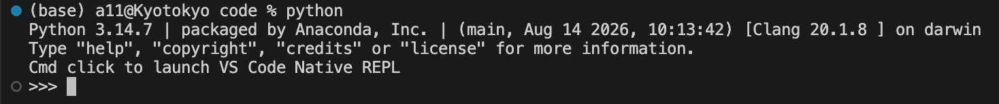 (base) a11@Kyotokyo code % python
Python 3.14.7 | packaged by Anaconda, Inc. | (main, Aug 14 2026, 10:13:42) [Clang 20.1.8 ] on darwin
Type "help", "copyright", "credits" or "license" for more information.
Cmd click to launch VS Code Native REPL
>>>